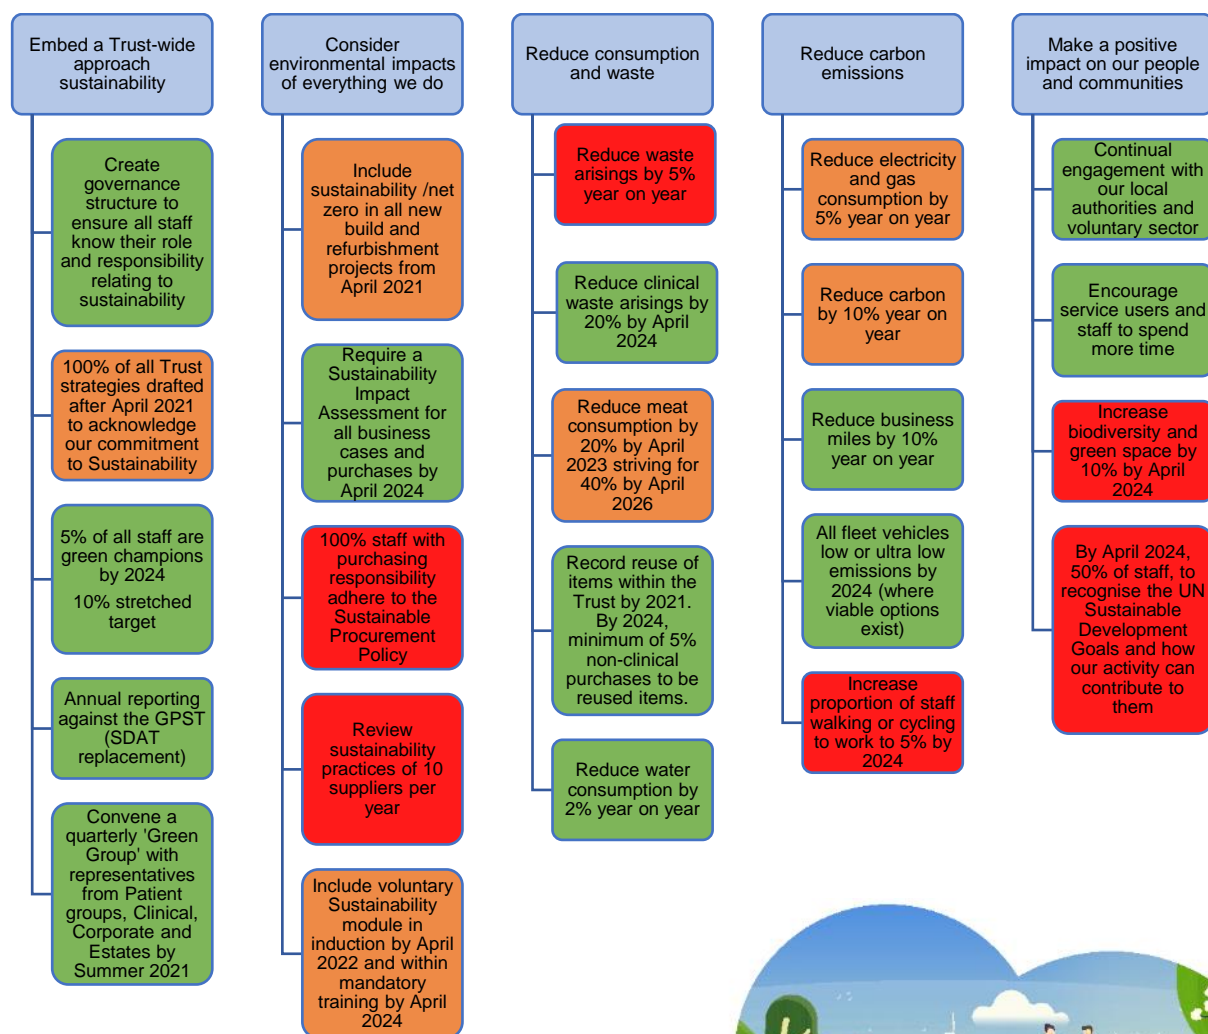 Embed a Trust-wide
approach
sustainability
Create
governance
structure to
ensure all staff
know their role
and responsibility
relating to
sustainability
100% of all Trust
strategies drafted
after April 2021
to acknowledge
our commitment
to Sustainability
5% of all staff are
green champions
by 2024
10% stretched
target
Annual reporting
against the GPST
(SDAT
replacement)
Convene a
quarterly 'Green
Group' with
representatives
from Patient
groups, Clinical,
Corporate and
Estates by
Summer 2021
Consider
environmental impacts
of everything we do
Include
sustainability /net
zero in all new
build and
refurbishment
projects from
April 2021
Require a
Sustainability
Impact
Assessment for
all business
cases and
purchases by
April 2024
100% staff with
purchasing
responsibility
adhere to the
Sustainable
Procurement
Policy
Review
sustainability
practices of 10
suppliers per
year
Include voluntary
Sustainability
module in
induction by April
2022 and within
mandatory
training by April
2024
Reduce consumption
and waste
Reduce waste
arisings by 5%
year on year
Reduce clinical
waste arisings by
20% by April
2024
Reduce meat
consumption by
20% by April
2023 striving for
40% by April
2026
Record reuse of
items within the
Trust by 2021.
By 2024,
minimum of 5%
non-clinical
purchases to be
reused items.
Reduce water
consumption by
2% year on year
Reduce carbon
emissions
Reduce electricity
and gas
consumption by
5% year on year
Reduce carbon
by 10% year on
year
Reduce business
miles by 10%
year on year
All fleet vehicles
low or ultra low
emissions by
2024 (where
viable options
exist)
Increase
proportion of staff
walking or cycling
to work to 5% by
2024
Make a positive
impact on our people
and communities
Continual
engagement with
our local
authorities and
voluntary sector
Encourage
service users and
staff to spend
more time
Increase
biodiversity and
green space by
10% by April
2024
By April 2024,
50% of staff, to
recognise the UN
Sustainable
Development
Goals and how
our activity can
contribute to
them